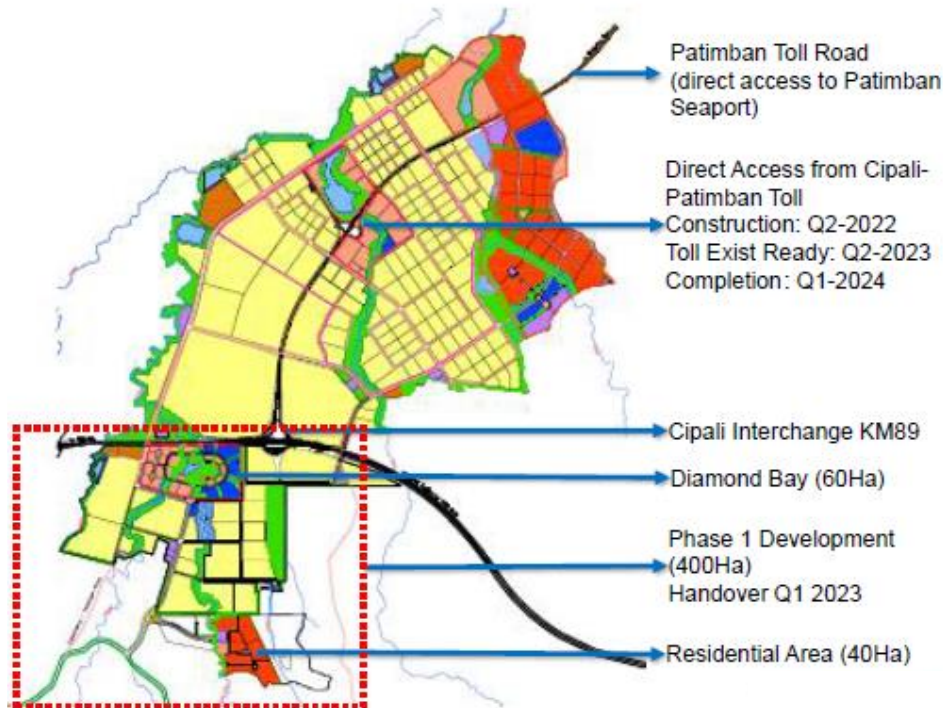 Patimban Toll Road
(direct access to Patimban
Seaport)
Direct Access from Cipali-
Patimban Toll
Construction: Q2-2022
Toll Exist Ready: Q2-2023
Completion: Q1-2024
Cipali Interchange KM89
Diamond Bay (60Ha)
Phase 1 Development
(400Ha)
Handover Q1 2023
Residential Area (40Ha)